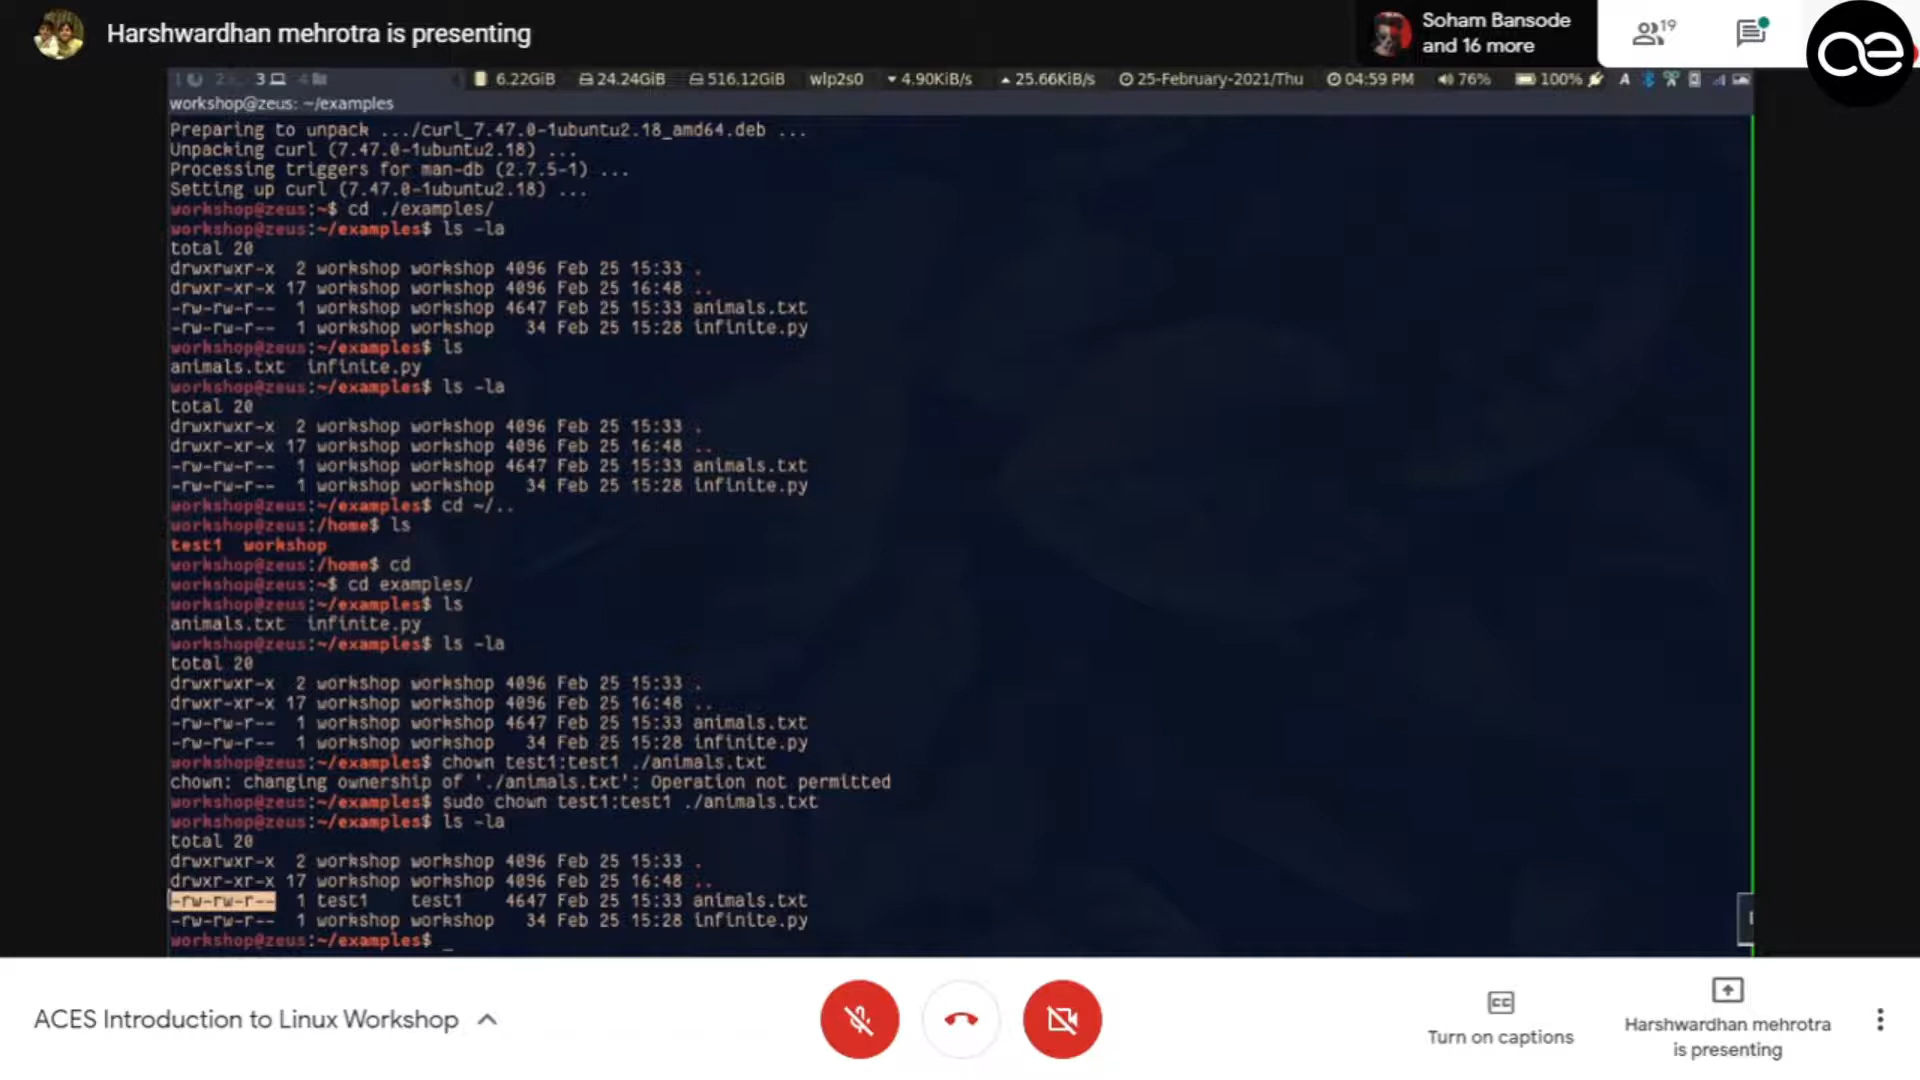 Harshwardhan mehrotra is presenting
Soham Bansode
and 16 more
19
3 6.22GiB 24.24GiB 516.12GiB wlp2s0 4.90KiB/s 25.66KiB/s 25-February-2021/Thu 04:59 PM 76% 100% A
workshop@zeus: ~/examples
Preparing to unpack .../curl_7.47.0-1ubuntu2.18_amd64.deb ...
Unpacking curl (7.47.0-1ubuntu2.18) ...
Processing triggers for man-db (2.7.5-1) ...
Setting up curl (7.47.0-1ubuntu2.18) ...
workshop@zeus:~$ cd ./examples/
workshop@zeus:~/examples$ ls -la
total 20
drwxrwxr-x 2 workshop workshop 4096 Feb 25 15:33 .
drwxr-xr-x 17 workshop workshop 4096 Feb 25 16:48 ..
-rw-rw-r-- 1 workshop workshop 4647 Feb 25 15:33 animals.txt
-rw-rw-r-- 1 workshop workshop 34 Feb 25 15:28 infinite.py
workshop@zeus:~/examples$ ls
animals.txt infinite.py
workshop@zeus:~/examples$ ls -la
total 20
drwxrwxr-x 2 workshop workshop 4096 Feb 25 15:33 .
drwxr-xr-x 17 workshop workshop 4096 Feb 25 16:48 ..
-rw-rw-r-- 1 workshop workshop 4647 Feb 25 15:33 animals.txt
-rw-rw-r-- 1 workshop workshop 34 Feb 25 15:28 infinite.py
workshop@zeus:~/examples$ cd ~/..
workshop@zeus:/home$ ls
test1 workshop
workshop@zeus:/home$ cd
workshop@zeus:~$ cd examples/
workshop@zeus:~/examples$ ls
animals.txt infinite.py
workshop@zeus:~/examples$ ls -la
total 20
drwxrwxr-x 2 workshop workshop 4096 Feb 25 15:33 .
drwxr-xr-x 17 workshop workshop 4096 Feb 25 16:48 ..
-rw-rw-r-- 1 workshop workshop 4647 Feb 25 15:33 animals.txt
-rw-rw-r-- 1 workshop workshop 34 Feb 25 15:28 infinite.py
workshop@zeus:~/examples$ chown test1:test1 ./animals.txt
chown: changing ownership of './animals.txt': Operation not permitted
workshop@zeus:~/examples$ sudo chown test1:test1 ./animals.txt
workshop@zeus:~/examples$ ls -la
total 20
drwxrwxr-x 2 workshop workshop 4096 Feb 25 15:33 .
drwxr-xr-x 17 workshop workshop 4096 Feb 25 16:48 ..
-rw-rw-r-- 1 test1 test1 4647 Feb 25 15:33 animals.txt
-rw-rw-r-- 1 workshop workshop 34 Feb 25 15:28 infinite.py
workshop@zeus:~/examples$ _
ACES Introduction to Linux Workshop
CC
Turn on captions
Harshwardhan mehrotra
is presenting